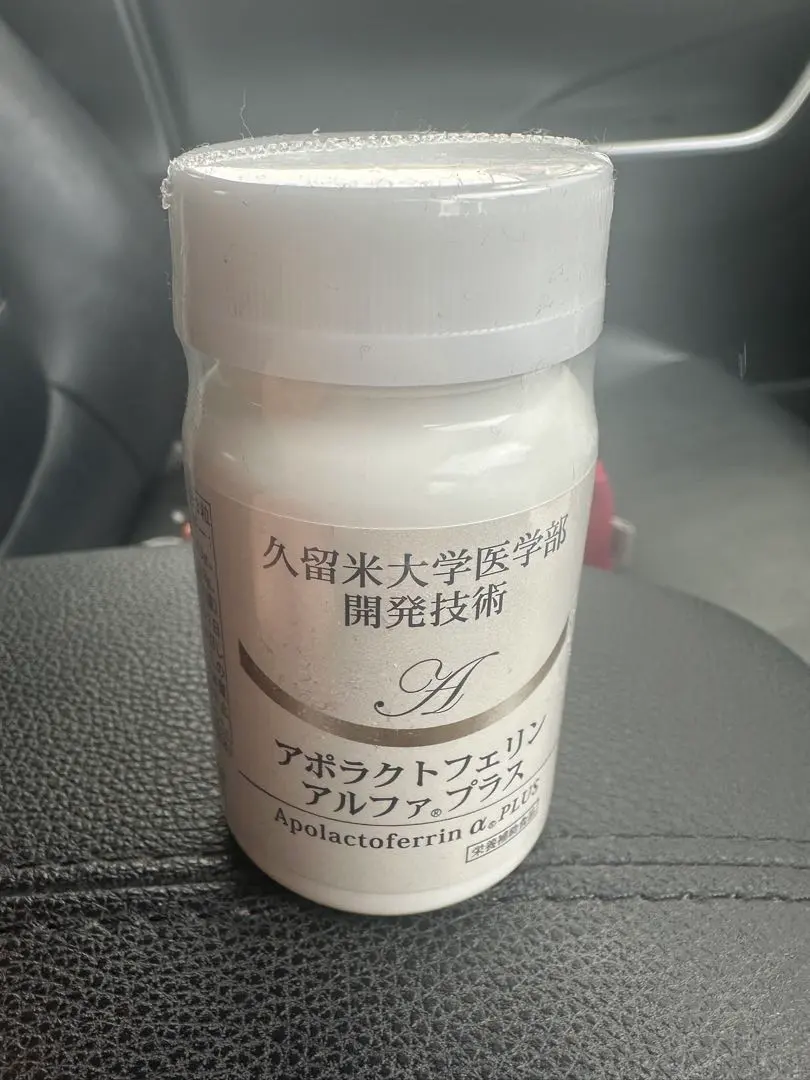 久留米大学医学部
開発技術
A
アポラクトフェリン
アルファ®プラス
Apolactoferrin α® PLUS
栄養補助食品